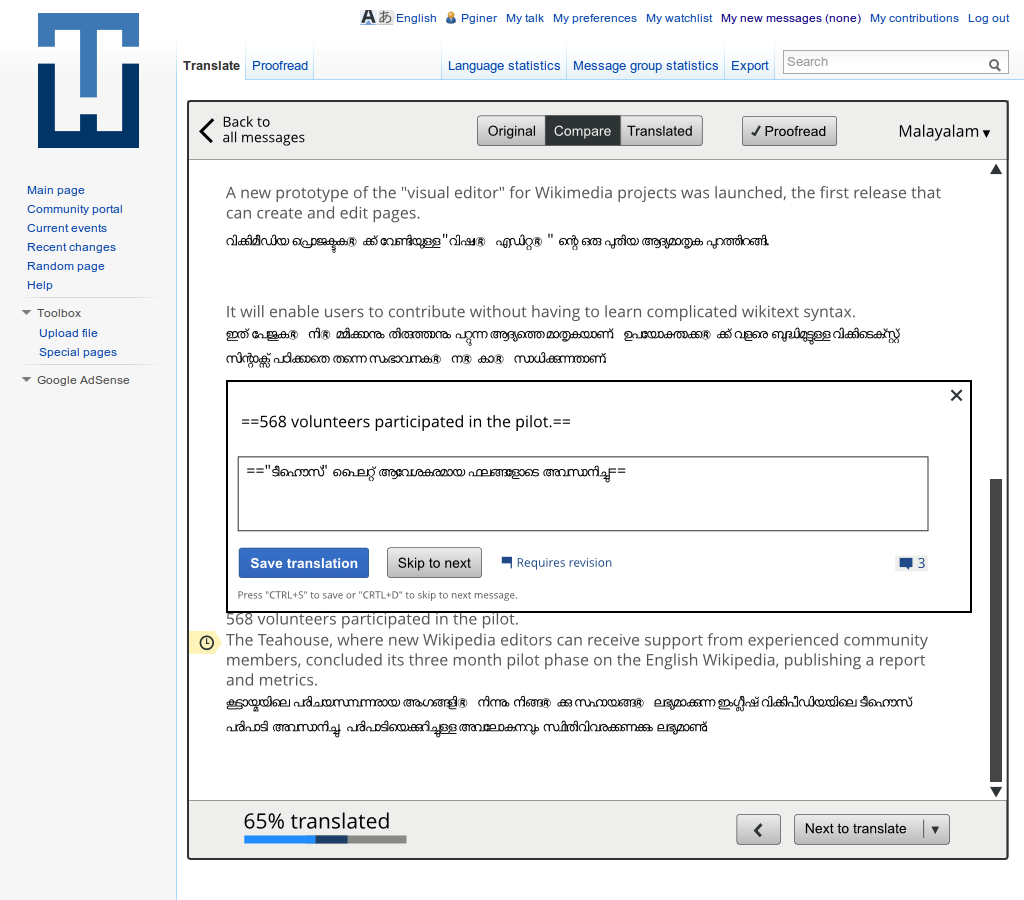 English Pginer My talk My preferences My watchlist My new messages (none) My contributions Log out
Translate Proofread Language statistics Message group statistics Export Search
Back to
all messages
Original Compare Translated
✓ Proofread
Malayalam ▾
Main page
Community portal
Current events
Recent changes
Random page
Help
Toolbox
Upload file
Special pages
Google AdSense
A new prototype of the "visual editor" for Wikimedia projects was launched, the first release that
can create and edit pages.
വിക്കിമീഡിയ പ്രൊജക്ടുക® ക്ക് വേണ്ടിയുള്ള "വിഷ® എഡിറ്റ® " ന്റെ ഒരു പുതിയ ആദ്യമാതൃക പുറത്തിറങ്ങി.
It will enable users to contribute without having to learn complicated wikitext syntax.
ഇത് പേജുക® നി® മ്മിക്കാനും തിരുത്താനും പറ്റുന്ന ആദ്യത്തെ മാതൃകയാണ്. ഉപയോക്താക്ക® ക്ക് വളരെ ബുദ്ധിമുട്ടുള്ള വിക്കിടെക്സ്റ്റ്
സിന്റാക്സ് പഠിക്കാതെ തന്നെ സംഭാവനക® ന® കാ® സാധിക്കുന്നതാണ്.
==568 volunteers participated in the pilot.==
=="ടീഹൌസ്" പൈലറ്റ് ആവേശകരമായ ഫലങ്ങളോടെ അവസാനിച്ചു==
Save translation Skip to next Requires revision 3
Press "CTRL+S" to save or "CRTL+D" to skip to next message.
568 volunteers participated in the pilot.
The Teahouse, where new Wikipedia editors can receive support from experienced community
members, concluded its three month pilot phase on the English Wikipedia, publishing a report
and metrics.
കൂട്ടായ്മയിലെ പരിചയസമ്പന്നരായ അംഗങ്ങളി® നിന്നും നിങ്ങ® ക്കു സഹായങ്ങ® ലഭ്യമാക്കുന്ന ഇംഗ്ലീഷ് വിക്കിപീഡിയയിലെ ടീഹൌസ്
പരിപാടി അവസാനിച്ചു. പരിപാടിയെക്കുറിച്ചുള്ള അവലോകനവും സ്ഥിതിവിവരക്കണക്കും ലഭ്യമാണു്
65% translated
Next to translate